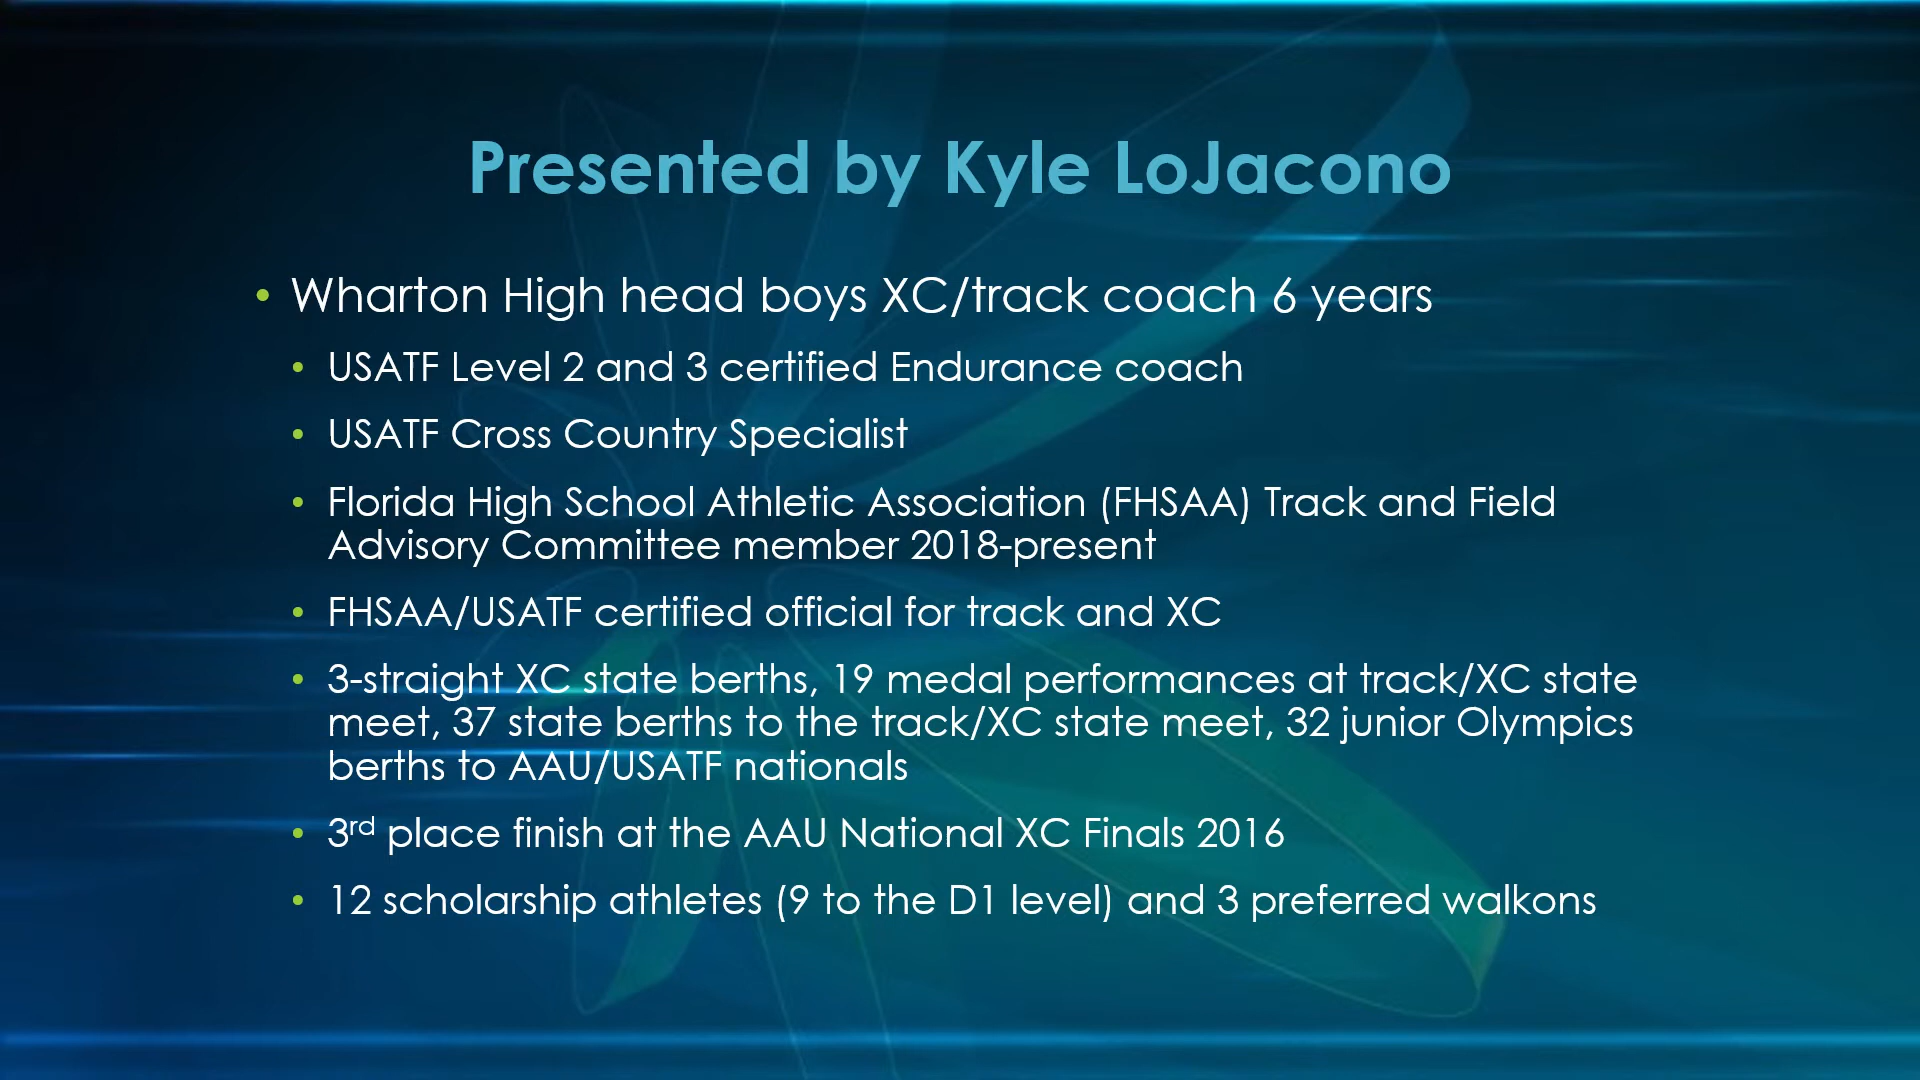 Presented by Kyle LoJacono
• Wharton High head boys XC/track coach 6 years
• USATF Level 2 and 3 certified Endurance coach
• USATF Cross Country Specialist
• Florida High School Athletic Association (FHSAA) Track and Field
Advisory Committee member 2018-present
• FHSAA/USATF certified official for track and XC
• 3-straight XC state berths, 19 medal performances at track/XC state
meet, 37 state berths to the track/XC state meet, 32 junior Olympics
berths to AAU/USATF nationals
• 3rd place finish at the AAU National XC Finals 2016
• 12 scholarship athletes (9 to the D1 level) and 3 preferred walkons